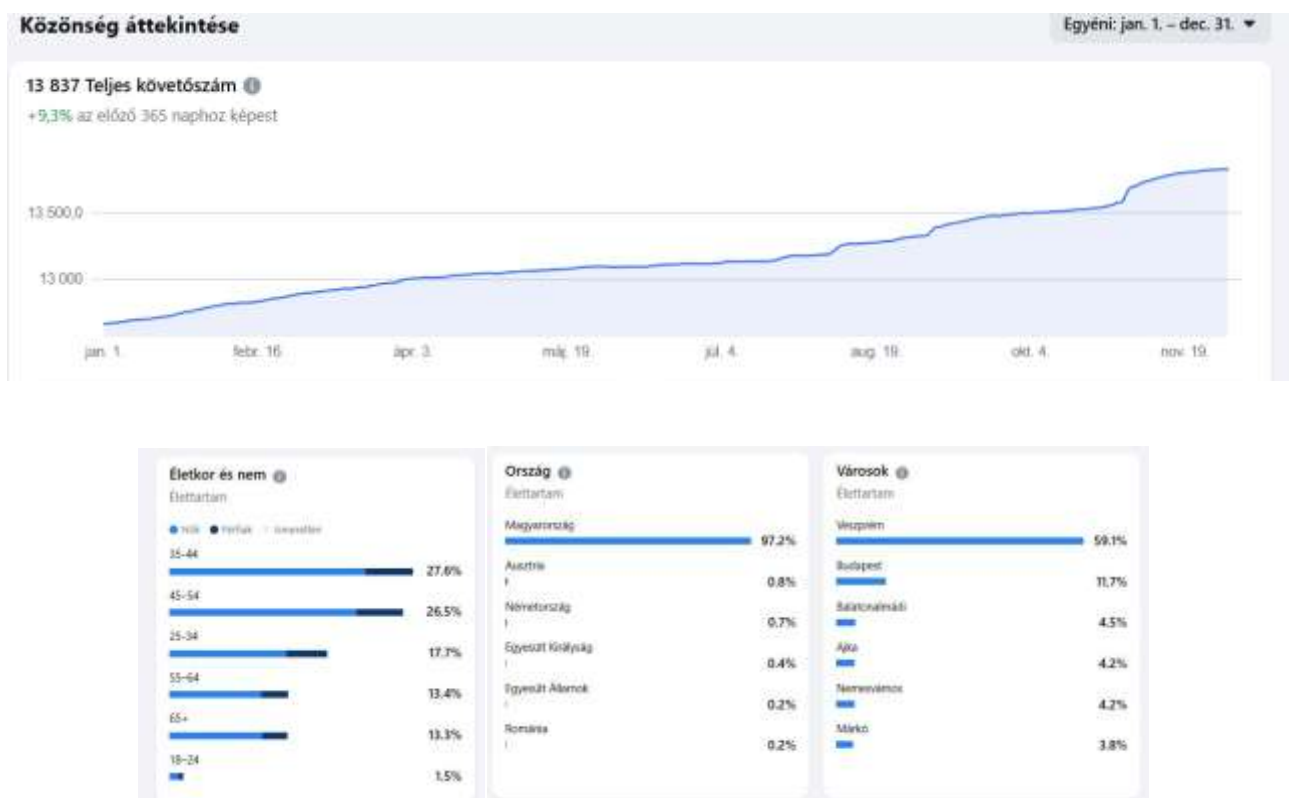 Közönség áttekintése
Egyéni: jan. 1. – dec. 31.
13 837 Teljes követőszám
+9,3% az előző 365 naphoz képest
13 500,0
13 000
jan. 1.
febr. 16.
ápr. 3.
máj. 19.
júl. 4.
aug. 19.
okt. 4.
nov. 19.
Életkor és nem
Élettartam
Nők Férfiak Ismeretlen
35-44
27.6%
45-54
26.5%
25-34
17.7%
55-64
13.4%
65+
13.3%
18-24
1.5%
Ország
Élettartam
Magyarország
97.2%
Ausztria
0.8%
Németország
0.7%
Egyesült Királyság
0.4%
Egyesült Államok
0.2%
Románia
0.2%
Városok
Élettartam
Veszprém
59.1%
Budapest
11.7%
Balatonalmádi
4.5%
Ajka
4.2%
Nemesvámos
4.2%
Márkó
3.8%